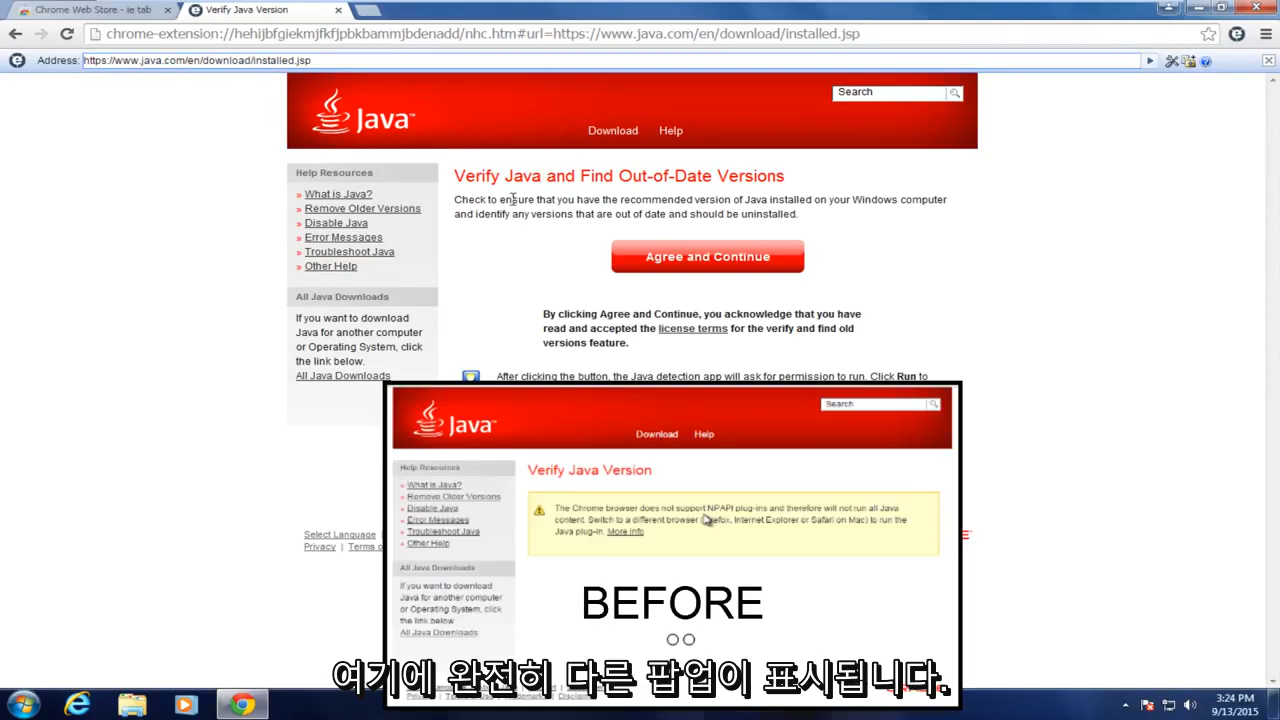 Chrome Web Store - ie tab
Verify Java Version
chrome-extension://hehijbfgiekmjfkfjpbkbammjbdenadd/nhc.htm#url=https://www.java.com/en/download/installed.jsp
Address: https://www.java.com/en/download/installed.jsp
Search
Java™
Download Help
Help Resources
» What is Java?
» Remove Older Versions
» Disable Java
» Error Messages
» Troubleshoot Java
» Other Help
All Java Downloads
If you want to download
Java for another computer
or Operating System, click
the link below.
All Java Downloads
Verify Java and Find Out-of-Date Versions
Check to ensure that you have the recommended version of Java installed on your Windows computer
and identify any versions that are out of date and should be uninstalled.
Agree and Continue
By clicking Agree and Continue, you acknowledge that you have
read and accepted the license terms for the verify and find old
versions feature.
After clicking the button, the Java detection app will ask for permission to run. Click Run to
Select Language |
Privacy | Terms
Search
Java™
Download Help
Help Resources
» What is Java?
» Remove Older Versions
» Disable Java
» Error Messages
» Troubleshoot Java
» Other Help
All Java Downloads
If you want to download
Java for another computer
or Operating System, click
the link below.
All Java Downloads
Verify Java Version
The Chrome browser does not support NPAPI plug-ins and therefore will not run all Java
content. Switch to a different browser (Firefox, Internet Explorer or Safari on Mac) to run the
Java plug-in. More info
BEFORE
여기에 완전히 다른 팝업이 표시됩니다.
3:24 PM
9/13/2015